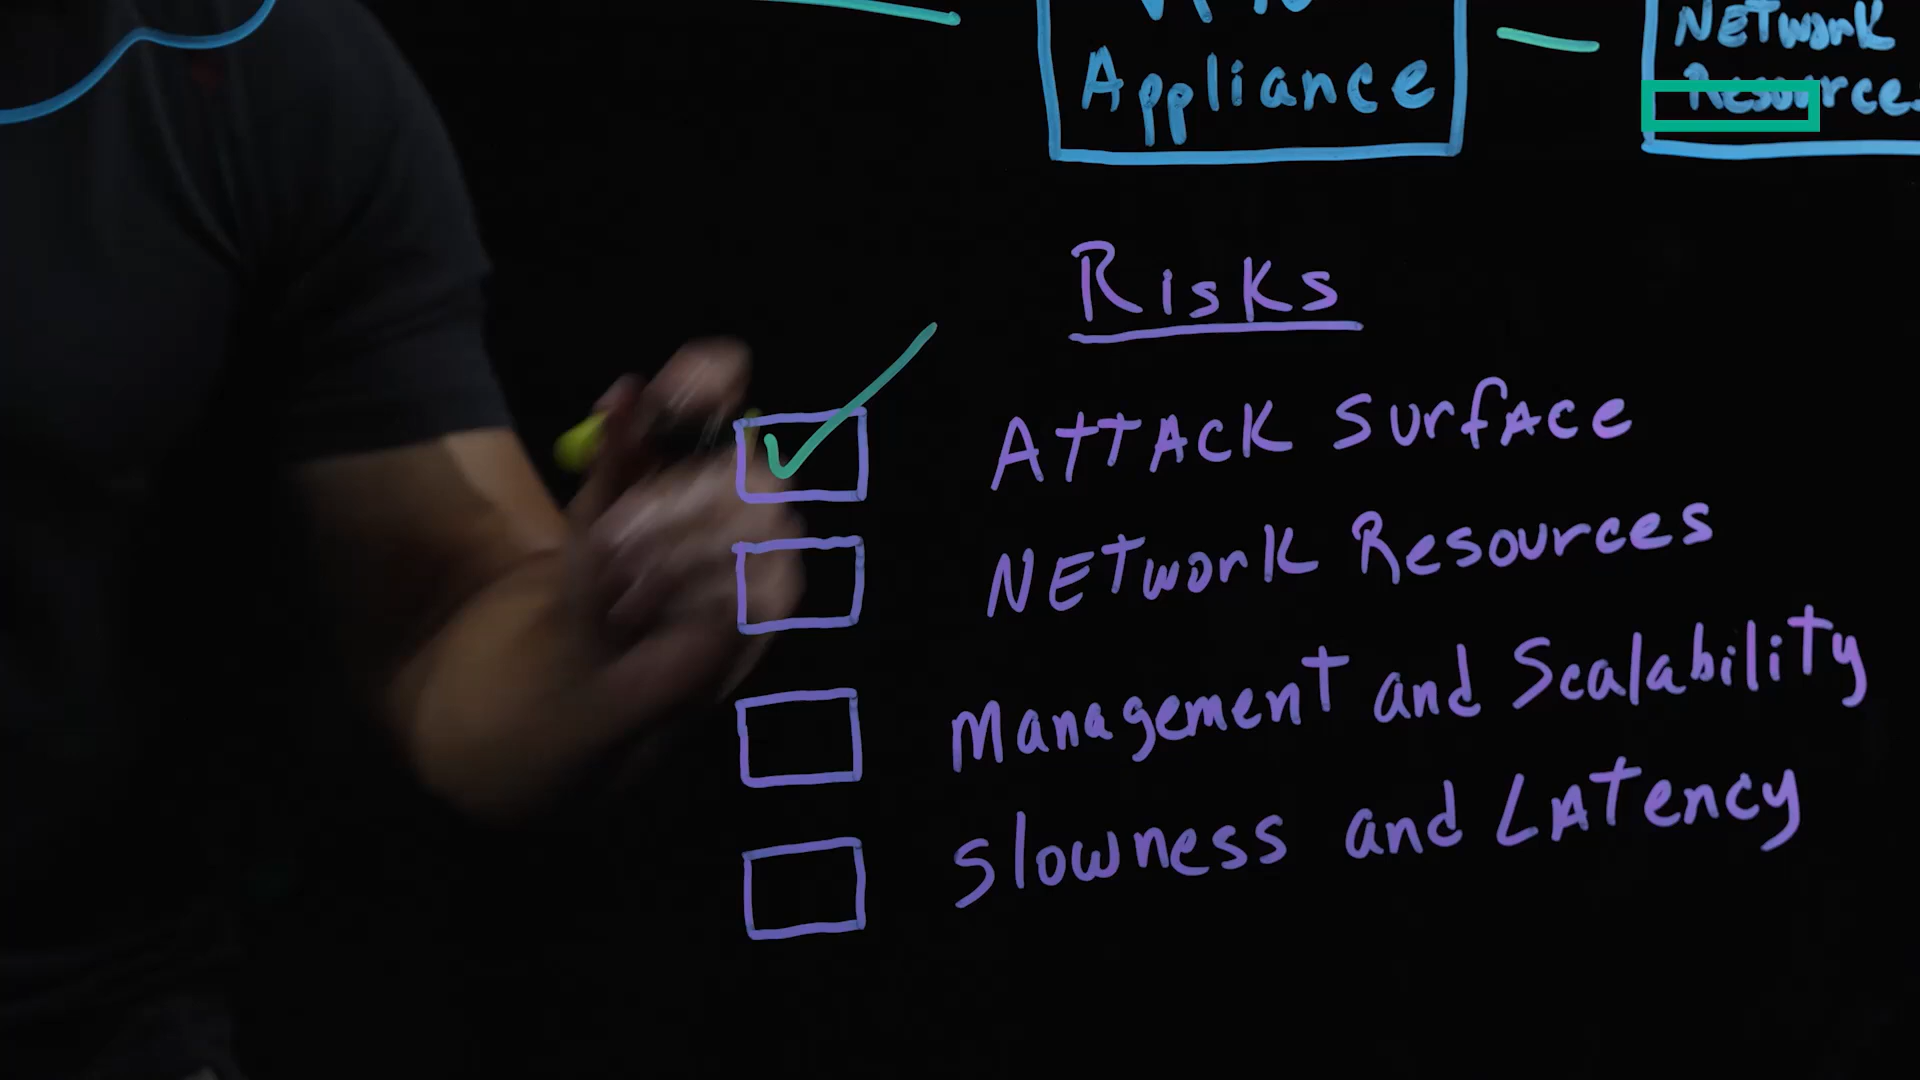 Appliance
NETWORK
Resources
Risks
ATTACK Surface
NETWORK Resources
Management and Scalability
Slowness and LATency